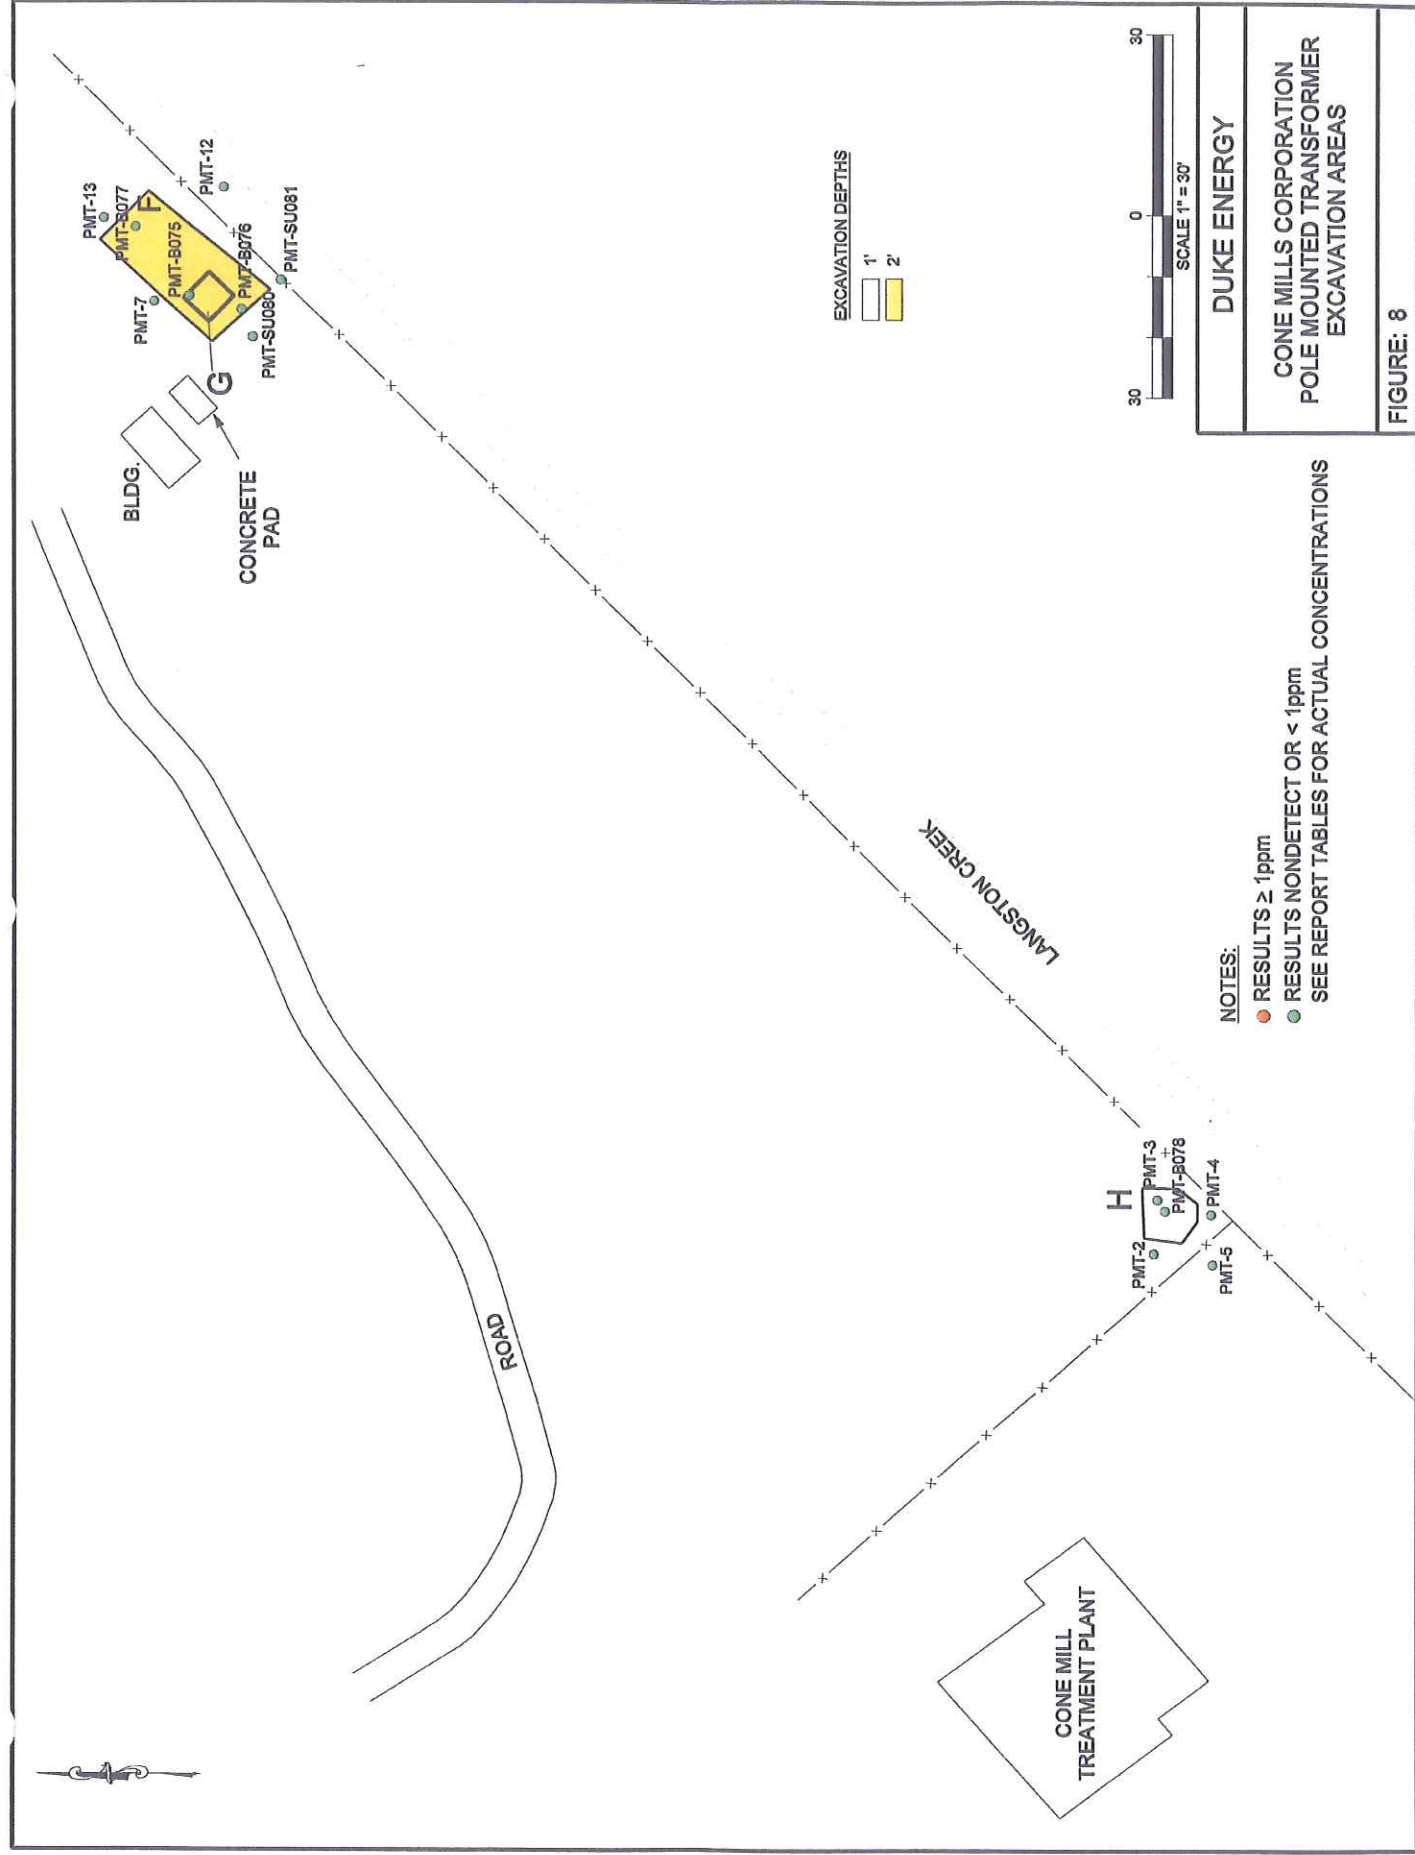 PMT-13
PMT-B077
F
PMT-12
PMT-7
PMT-B075
PMT-B076
PMT-SU081
PMT-SU080
G
BLDG.
CONCRETE
PAD
ROAD
LANGSTON CREEK
H
PMT-3
PMT-B078
PMT-2
PMT-4
PMT-5
CONE MILL
TREATMENT PLANT
EXCAVATION DEPTHS
1'
2'
NOTES:
RESULTS ≥ 1ppm
RESULTS NONDETECT OR < 1ppm
SEE REPORT TABLES FOR ACTUAL CONCENTRATIONS
30 0 30
SCALE 1" = 30'
DUKE ENERGY
CONE MILLS CORPORATION
POLE MOUNTED TRANSFORMER
EXCAVATION AREAS
FIGURE: 8